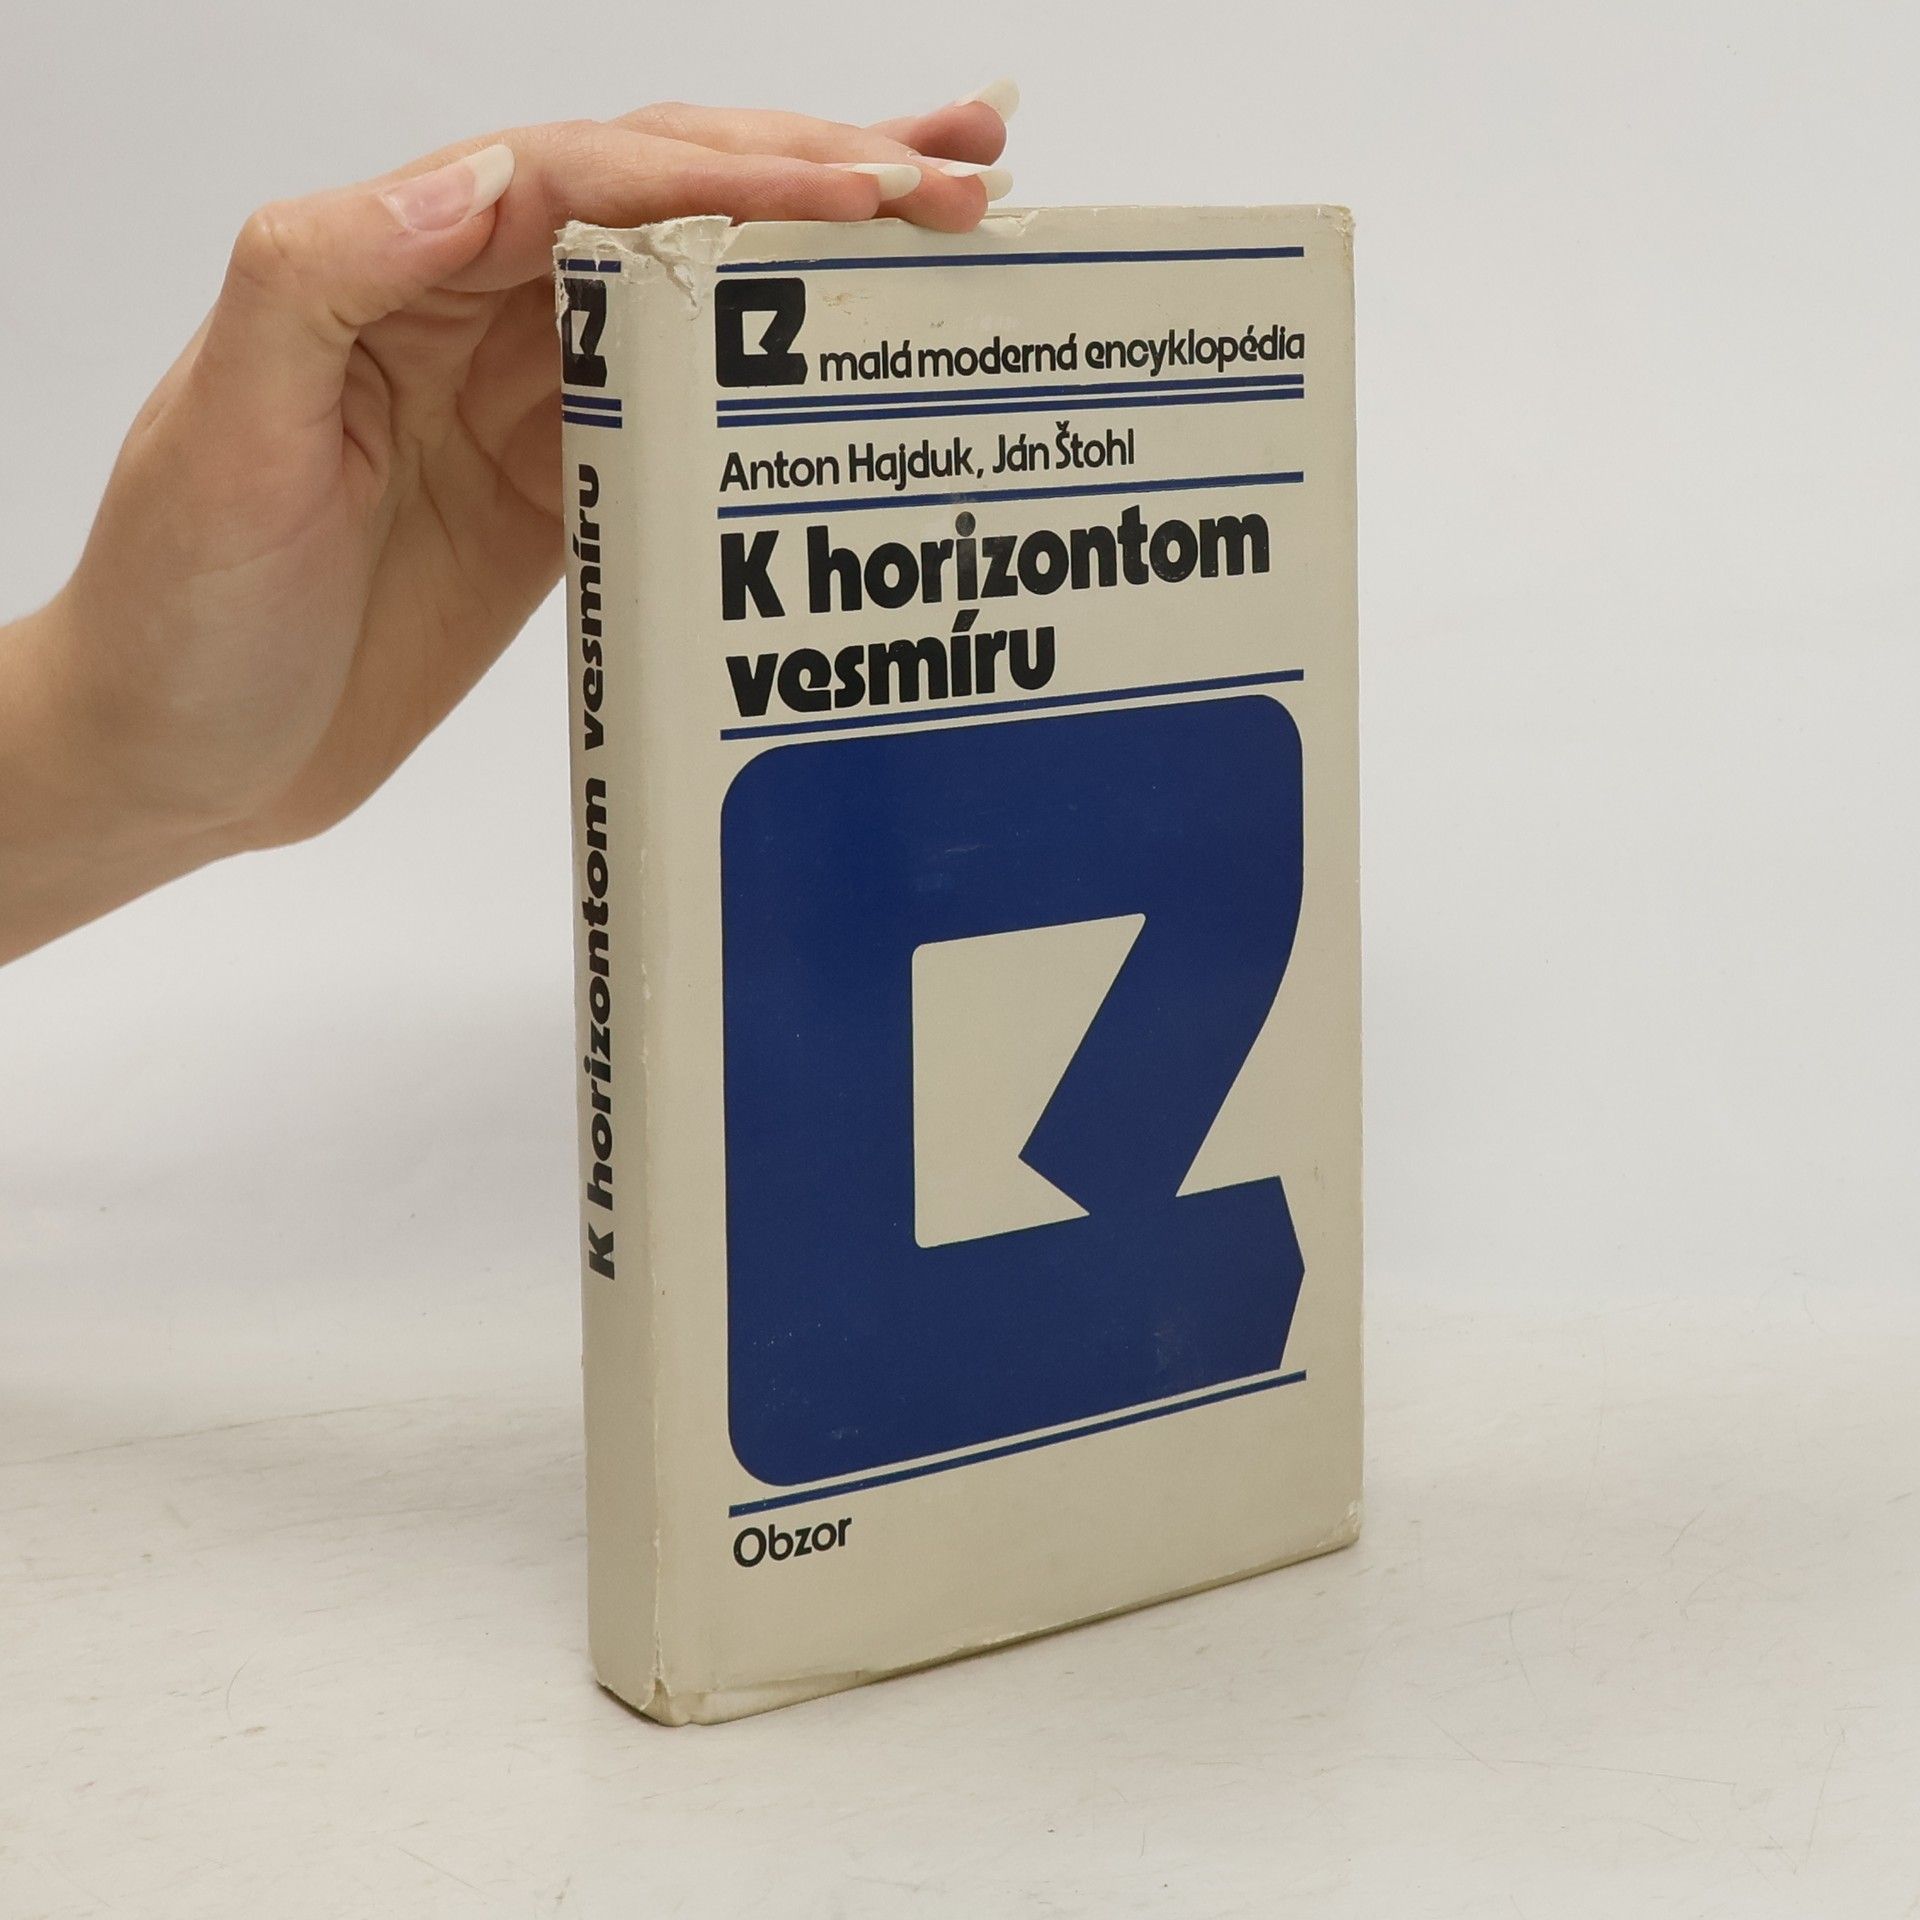 K horizontom vesmíru
malá moderná encyklopédia
Anton Hajduk, Ján Štohl
K horizontom
vesmíru
Obzor